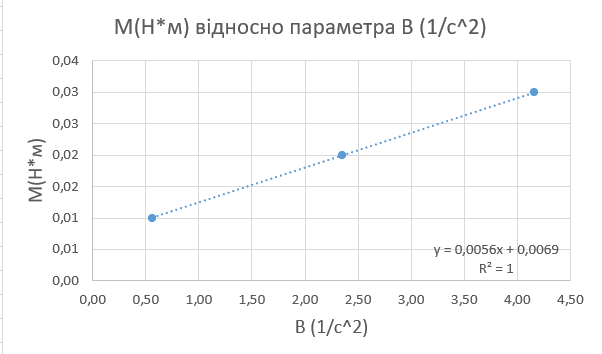 М(Н*м) відносно параметра В (1/с^2)
0,04
0,03
0,03
0,02
0,02
0,01
0,01
0,00
М(Н*м)
y = 0,0056x + 0,0069
R² = 1
0,00 0,50 1,00 1,50 2,00 2,50 3,00 3,50 4,00 4,50
В (1/с^2)